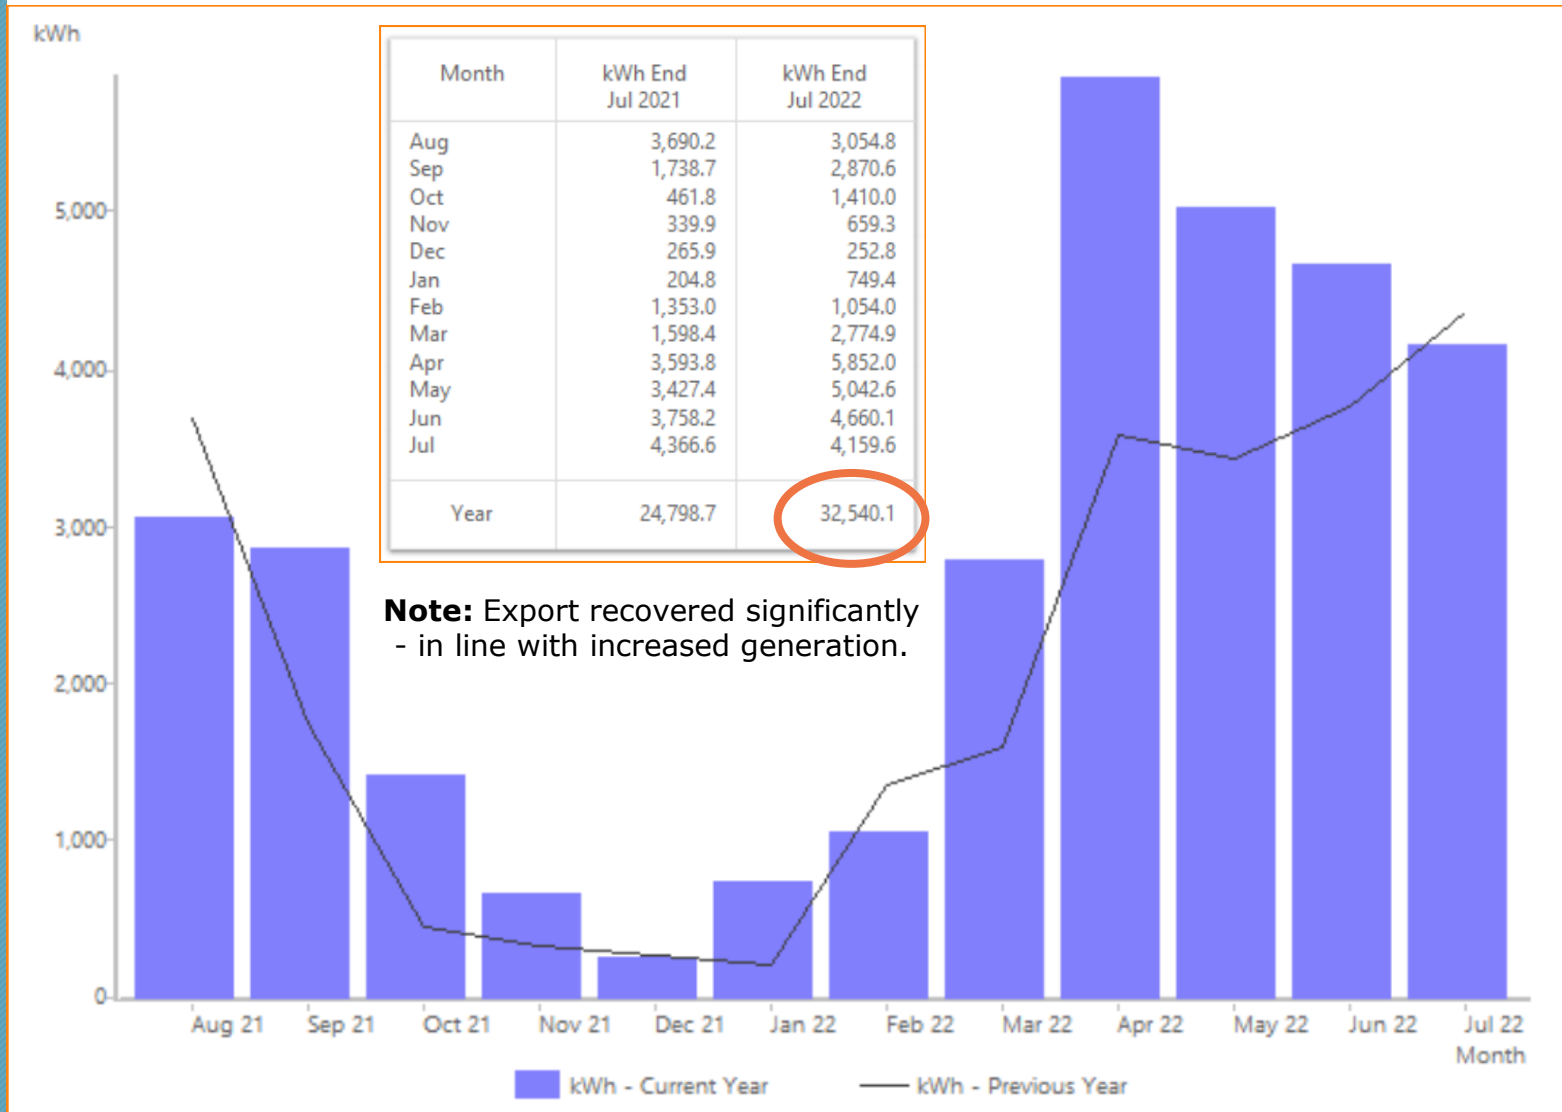 kWh
Month kWh End kWh End
Jul 2021 Jul 2022
Aug 3,690.2 3,054.8
Sep 1,738.7 2,870.6
Oct 461.8 1,410.0
Nov 339.9 659.3
Dec 265.9 252.8
Jan 204.8 749.4
Feb 1,353.0 1,054.0
Mar 1,598.4 2,774.9
Apr 3,593.8 5,852.0
May 3,427.4 5,042.6
Jun 3,758.2 4,660.1
Jul 4,366.6 4,159.6
Year 24,798.7 32,540.1
Note: Export recovered significantly
- in line with increased generation.
5,000
4,000
3,000
2,000
1,000
0
Aug 21 Sep 21 Oct 21 Nov 21 Dec 21 Jan 22 Feb 22 Mar 22 Apr 22 May 22 Jun 22 Jul 22
Month
kWh - Current Year kWh - Previous Year